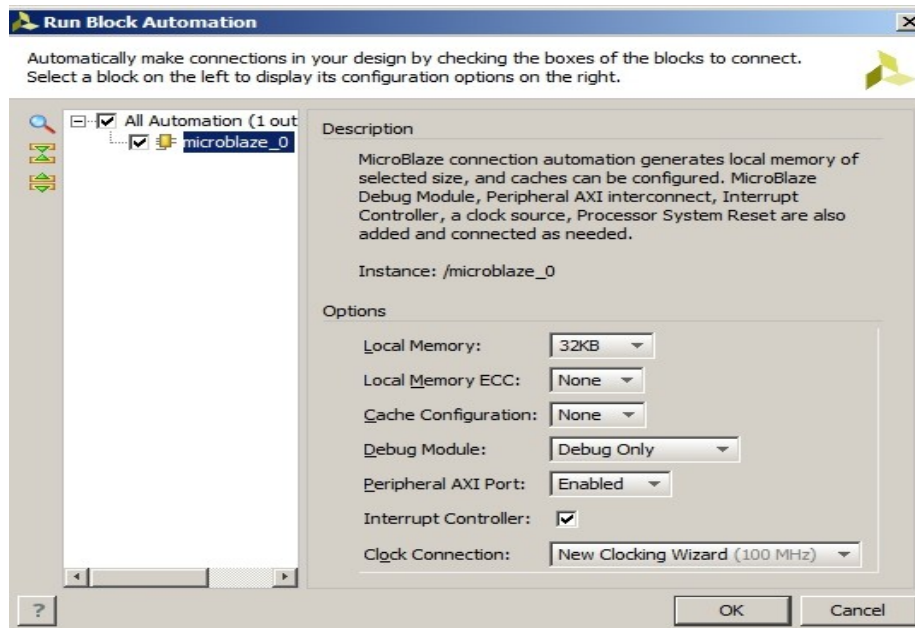 Run Block Automation
Automatically make connections in your design by checking the boxes of the blocks to connect.
Select a block on the left to display its configuration options on the right.
All Automation (1 out
microblaze_0
Description
MicroBlaze connection automation generates local memory of
selected size, and caches can be configured. MicroBlaze
Debug Module, Peripheral AXI interconnect, Interrupt
Controller, a clock source, Processor System Reset are also
added and connected as needed.
Instance: /microblaze_0
Options
Local Memory: 32KB
Local Memory ECC: None
Cache Configuration: None
Debug Module: Debug Only
Peripheral AXI Port: Enabled
Interrupt Controller:
Clock Connection: New Clocking Wizard (100 MHz)
? OK Cancel